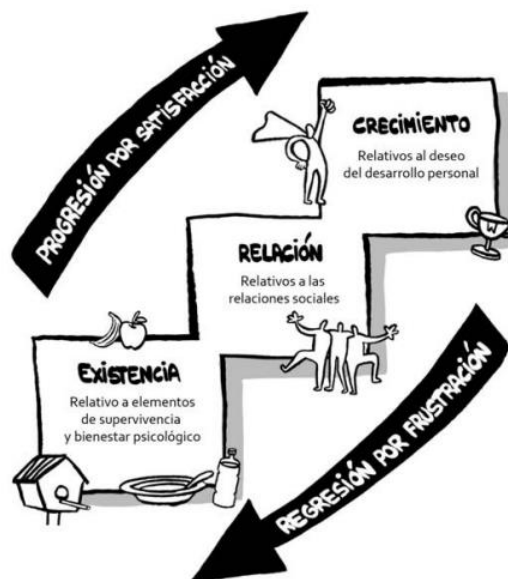 PROGRESIÓN POR SATISFACCIÓN
CRECIMIENTO
Relativos al deseo
del desarrollo personal
W
RELACIÓN
Relativos a las
relaciones sociales
EXISTENCIA
Relativo a elementos
de supervivencia
y bienestar psicológico
REGRESIÓN POR FRUSTRACIÓN